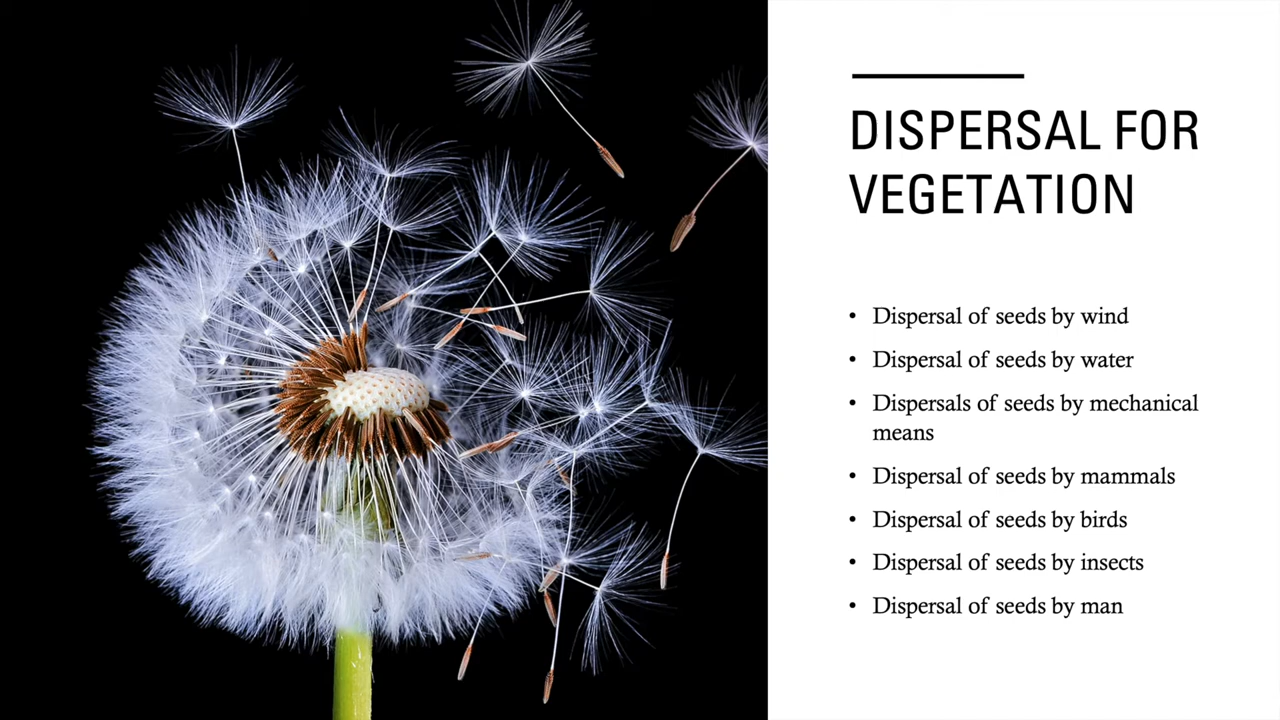 DISPERSAL FOR
VEGETATION
• Dispersal of seeds by wind
• Dispersal of seeds by water
• Dispersals of seeds by mechanical
means
• Dispersal of seeds by mammals
• Dispersal of seeds by birds
• Dispersal of seeds by insects
• Dispersal of seeds by man